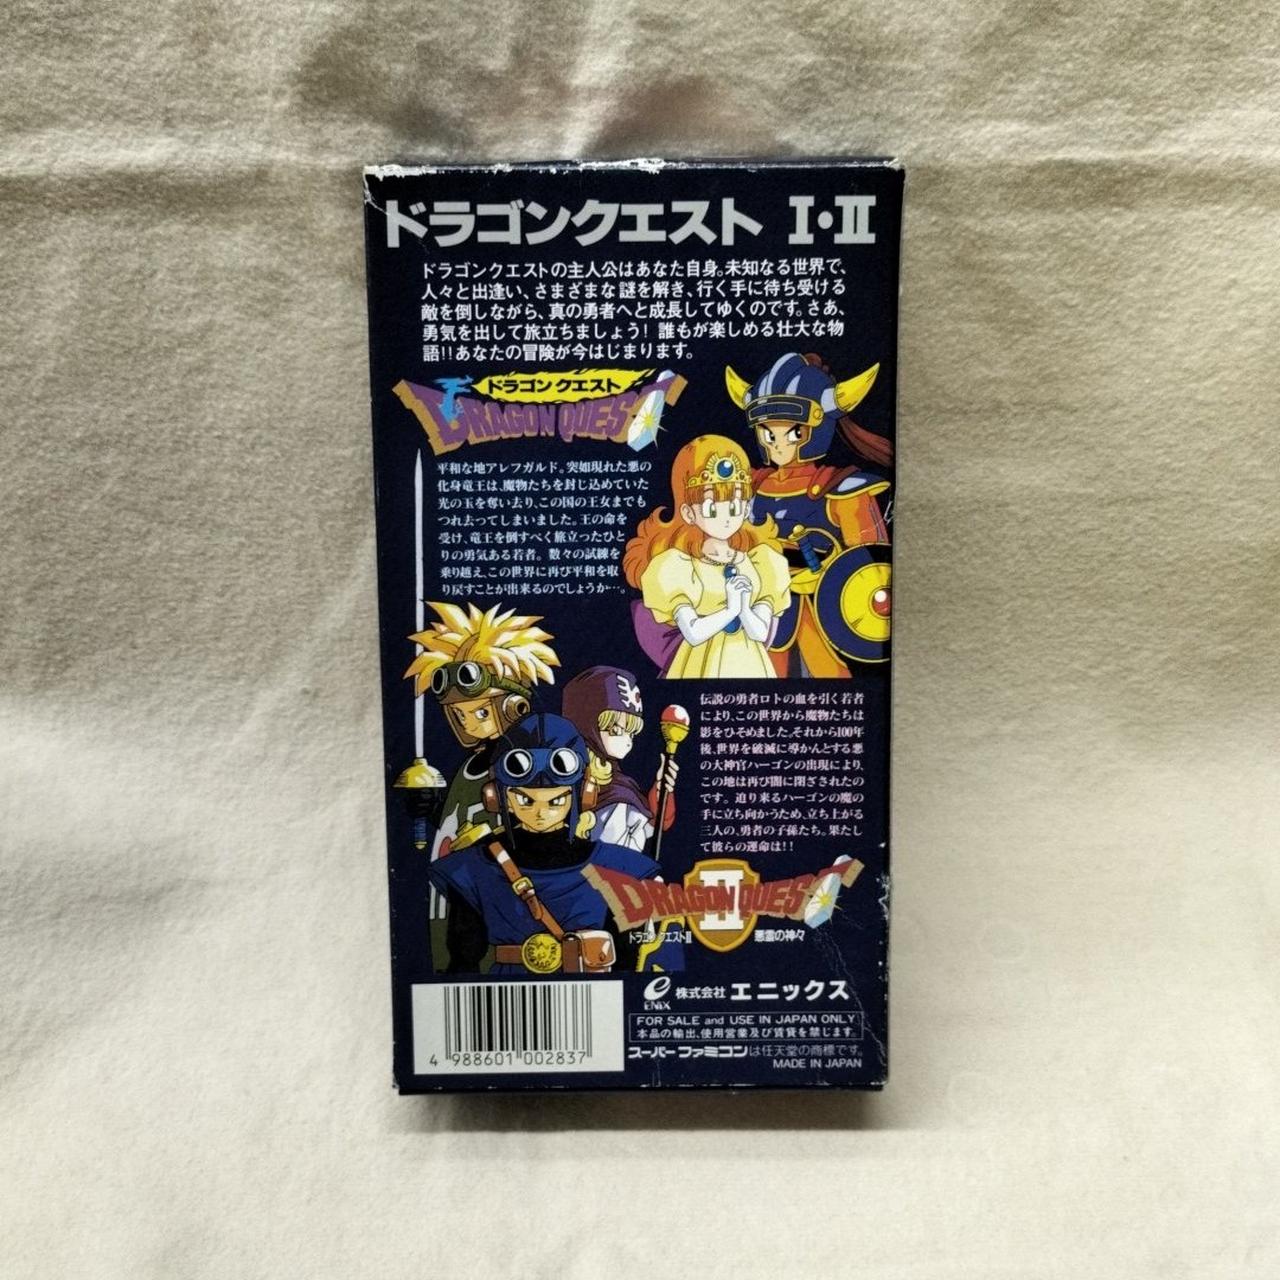 ドラゴンクエスト I・II
ドラゴンクエストの主人公はあなた自身。未知なる世界で、
人々と出逢い、さまざまな謎を解き、行く手に待ち受ける
敵を倒しながら、真の勇者へと成長してゆくのです。さあ、
勇気を出して旅立ちましょう! 誰もが楽しめる壮大な物
語!!あなたの冒険が今はじまります。
ドラゴン クエスト
DRAGON QUEST
平和な地アレフガルド。突如現れた悪の
化身竜王は、魔物たちを封じ込めていた
光の玉を奪い去り、この国の王女までも
つれ去ってしまいました。王の命を
受け、竜王を倒すべく旅立ったひと
りの勇気ある若者。数々の試練を
乗り越え、この世界に再び平和を取
り戻すことが出来るのでしょうか…。
伝説の勇者ロトの血を引く若者
により、この世界から魔物たちは
影をひそめました。それから100年
後、世界を破滅に導かんとする悪
の大神官ハーゴンの出現により、
この地は再び闇に閉ざされたの
です。迫り来るハーゴンの魔の
手に立ち向かうため、立ち上がる
三人の、勇者の子孫たち。果たし
て彼らの運命は!!
DRAGON QUEST II
ドラゴンクエストII 悪霊の神々
ENIX 株式会社 エニックス
FOR SALE and USE IN JAPAN ONLY
本品の輸出、使用営業及び賃貸を禁じます。
スーパーファミコンは任天堂の商標です。
MADE IN JAPAN
4 988601 002837